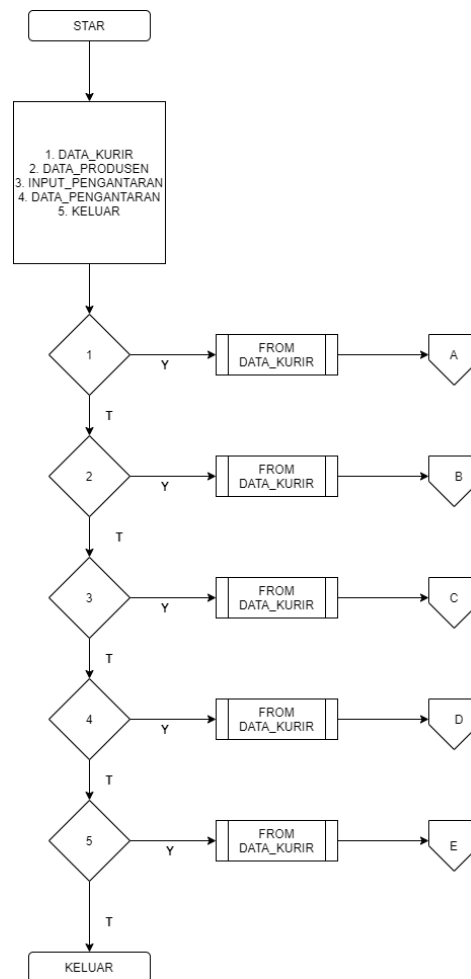 STAR
1. DATA_KURIR
2. DATA_PRODUSEN
3. INPUT_PENGANTARAN
4. DATA_PENGANTARAN
5. KELUAR
1
Y
FROM
DATA_KURIR
A
T
2
Y
FROM
DATA_KURIR
B
T
3
Y
FROM
DATA_KURIR
C
T
4
Y
FROM
DATA_KURIR
D
T
5
Y
FROM
DATA_KURIR
E
T
KELUAR